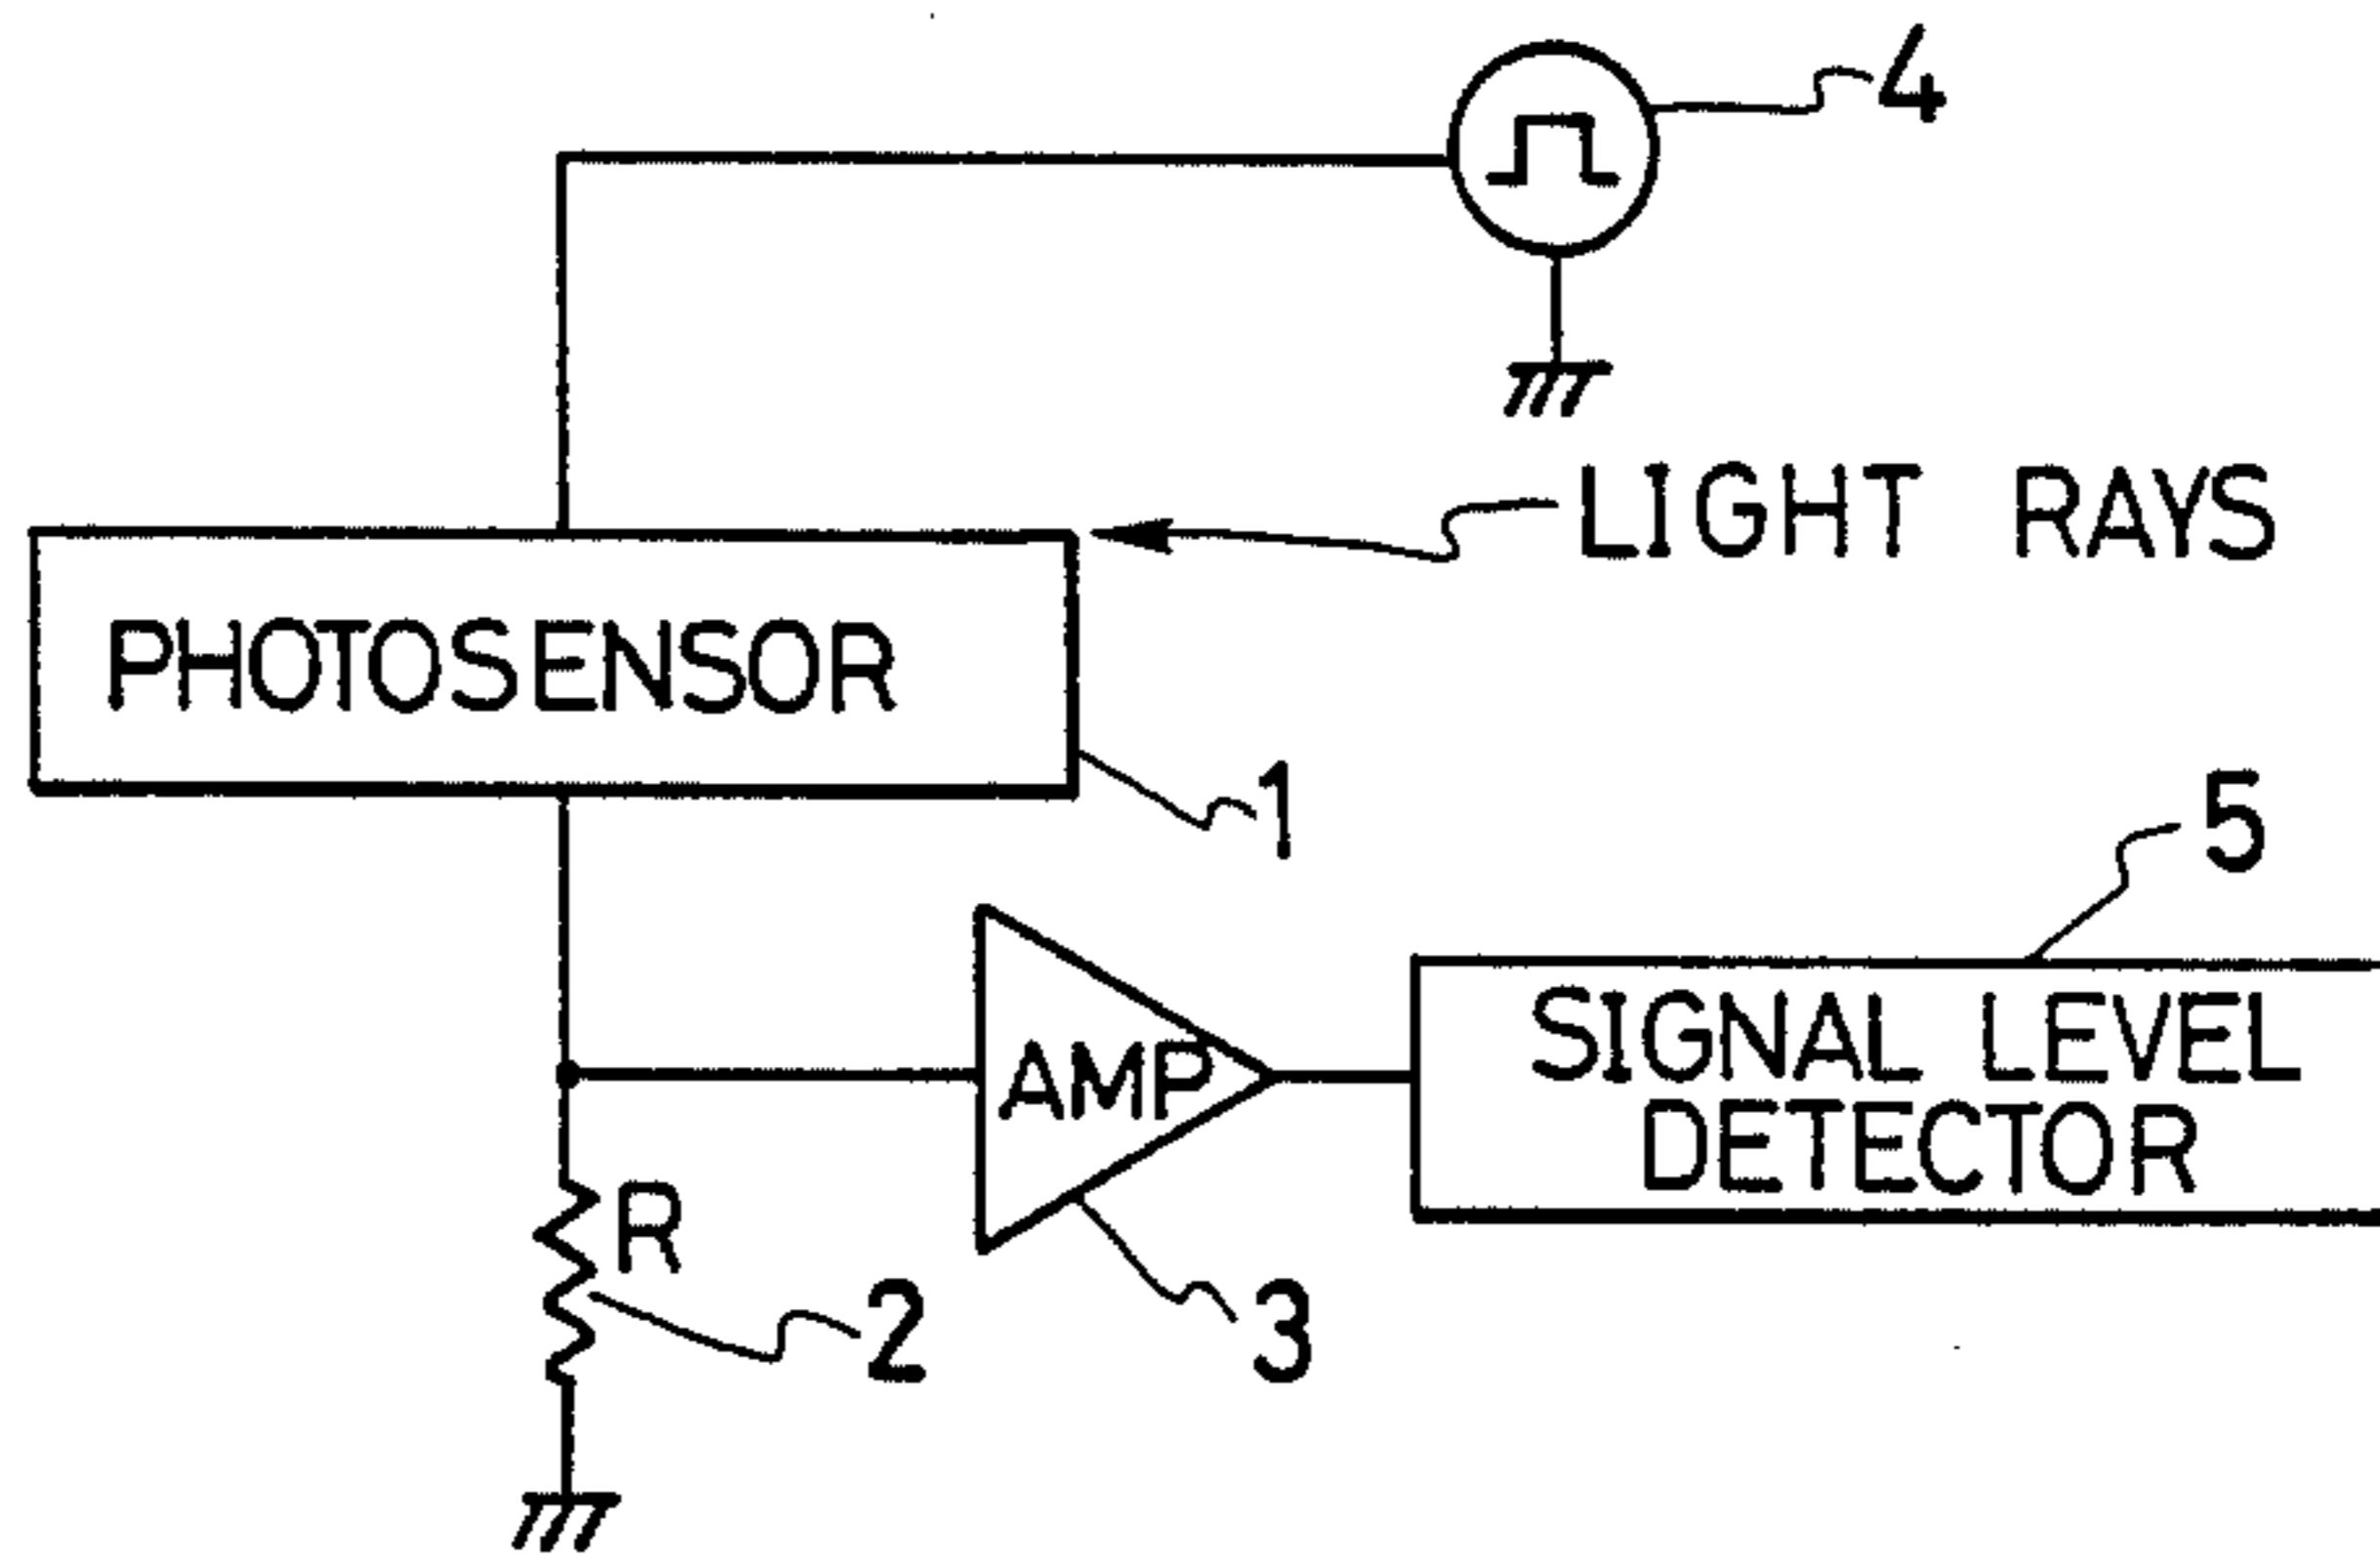 4
LIGHT RAYS
PHOTOSENSOR
1
5
AMP
SIGNAL LEVEL
DETECTOR
R
2
3